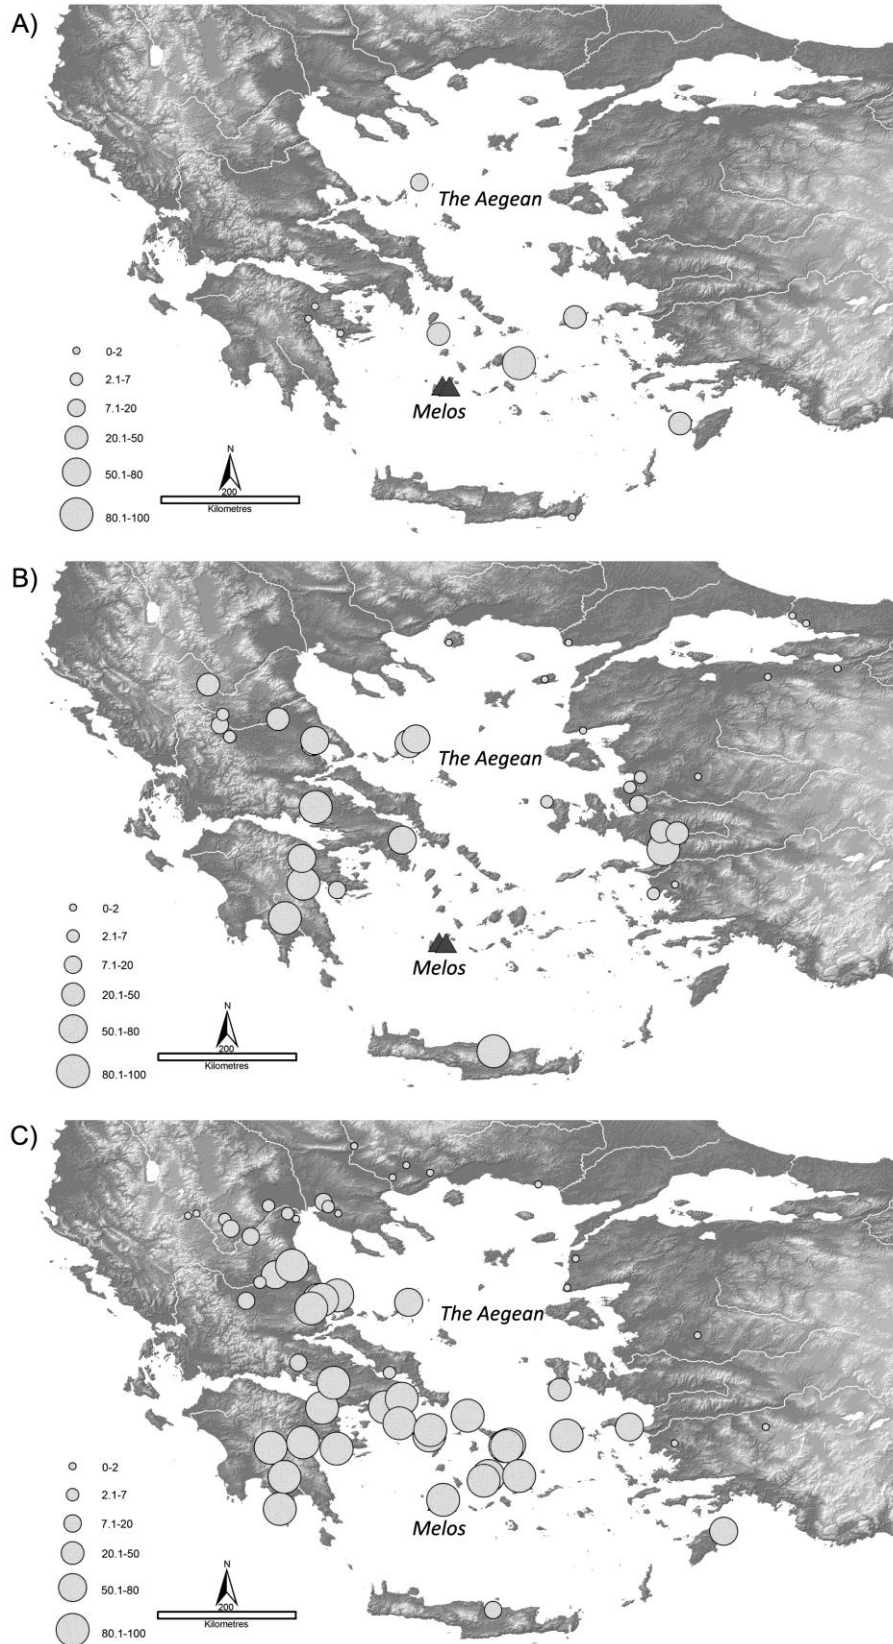 A)
The Aegean
Melos
0-2
2.1-7
7.1-20
20.1-50
50.1-80
80.1-100
N
200
Kilometres
B)
The Aegean
Melos
0-2
2.1-7
7.1-20
20.1-50
50.1-80
80.1-100
N
200
Kilometres
C)
The Aegean
Melos
0-2
2.1-7
7.1-20
20.1-50
50.1-80
80.1-100
N
200
Kilometres